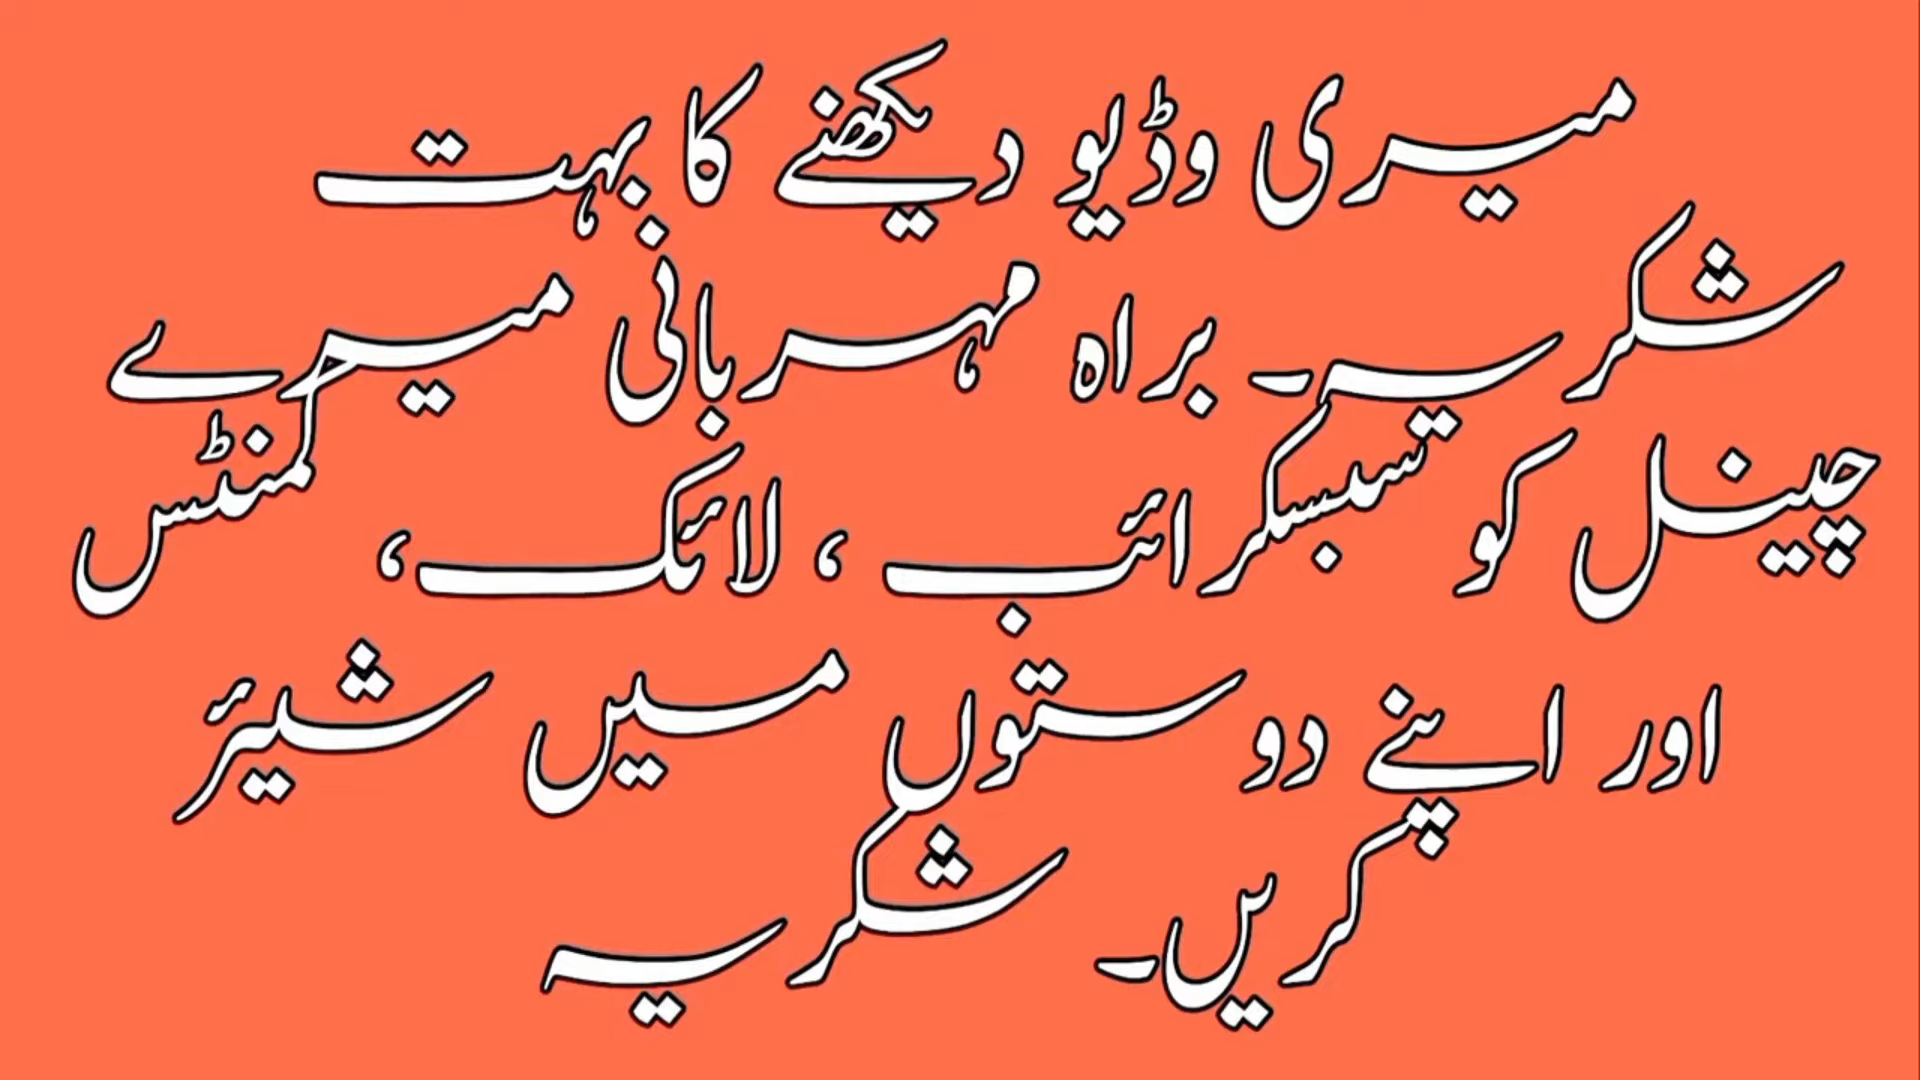 میری وڈیو دیکھنے کا بہت
شکریہ۔ براہ مہربانی میرے
چینل کو سبسکرائب ، لائک، کمنٹس
اور اپنے دوستوں میں شیئر
کریں۔ شکریہ